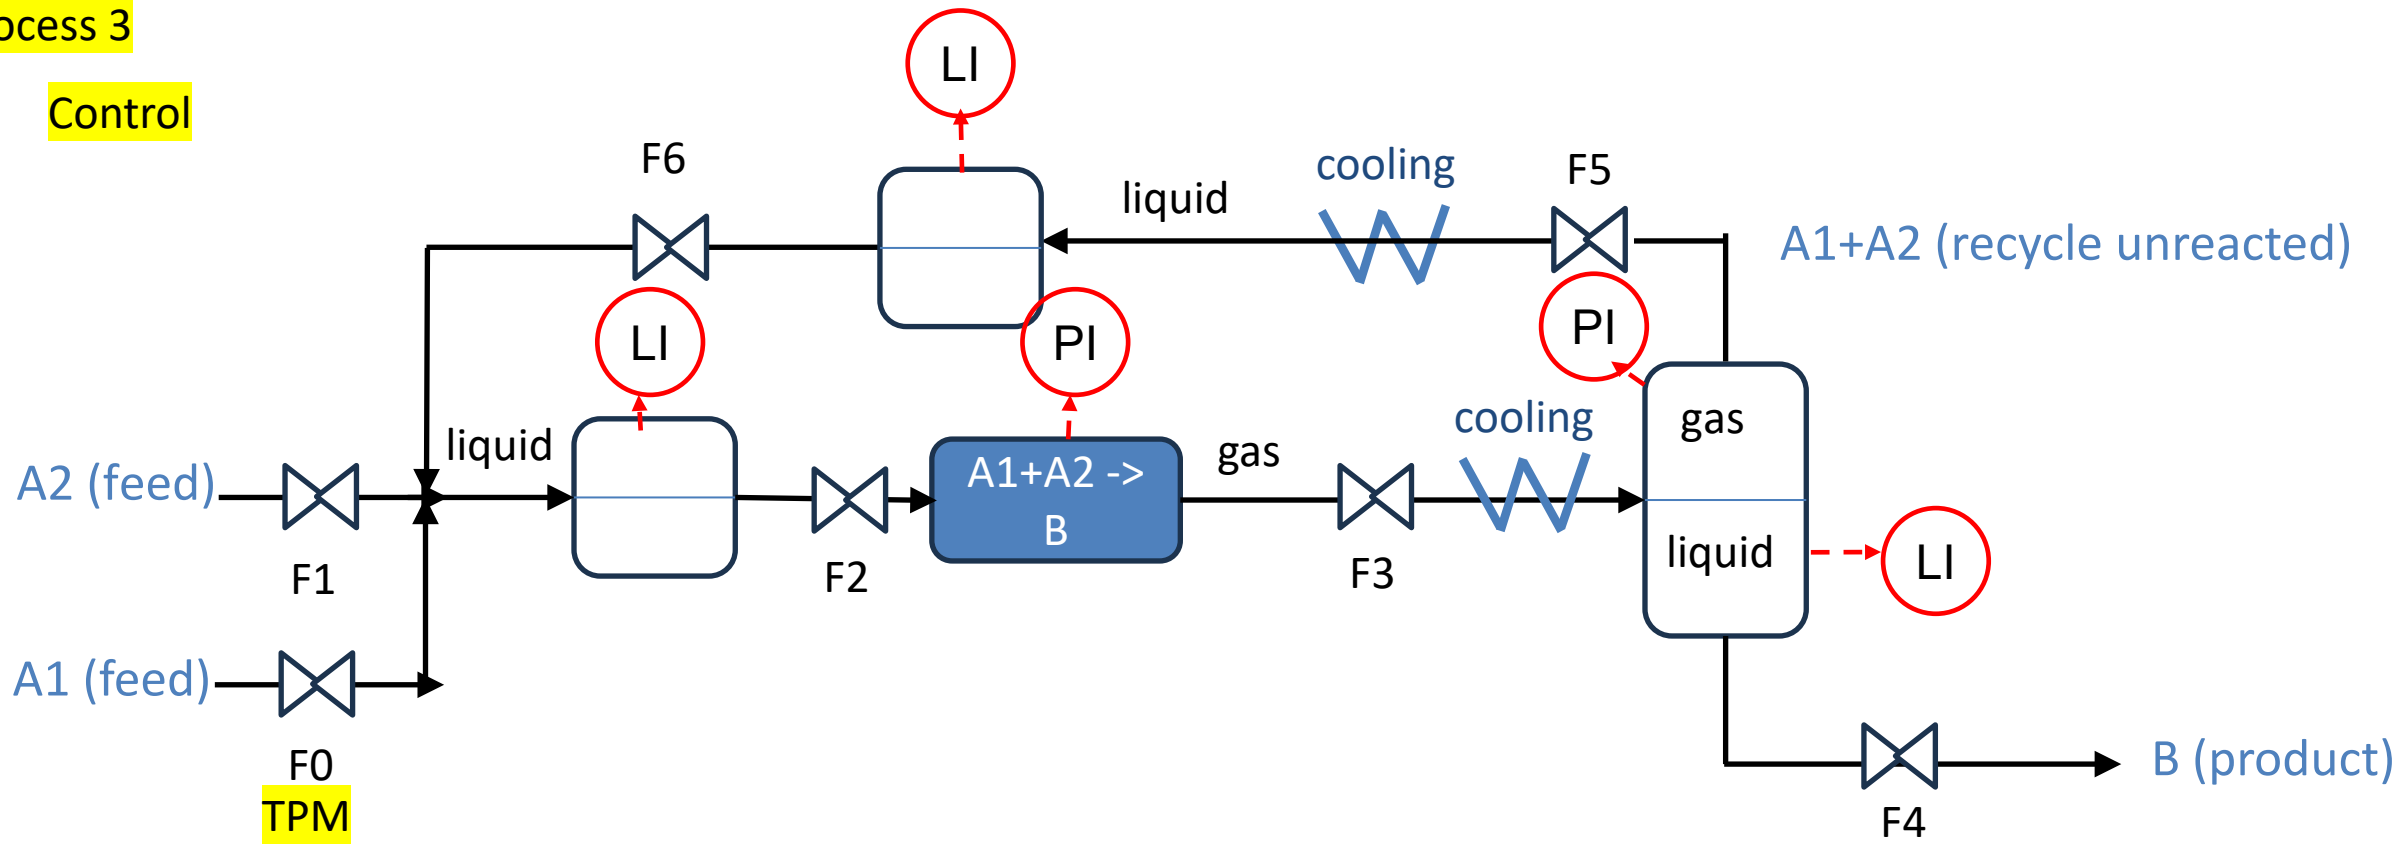 ocess 3
Control
LI
F6
liquid
cooling
F5
A1+A2 (recycle unreacted)
LI
PI
PI
A2 (feed)
liquid
A1+A2 ->
B
gas
cooling
gas
liquid
LI
F1
F2
F3
A1 (feed)
F0
TPM
B (product)
F4